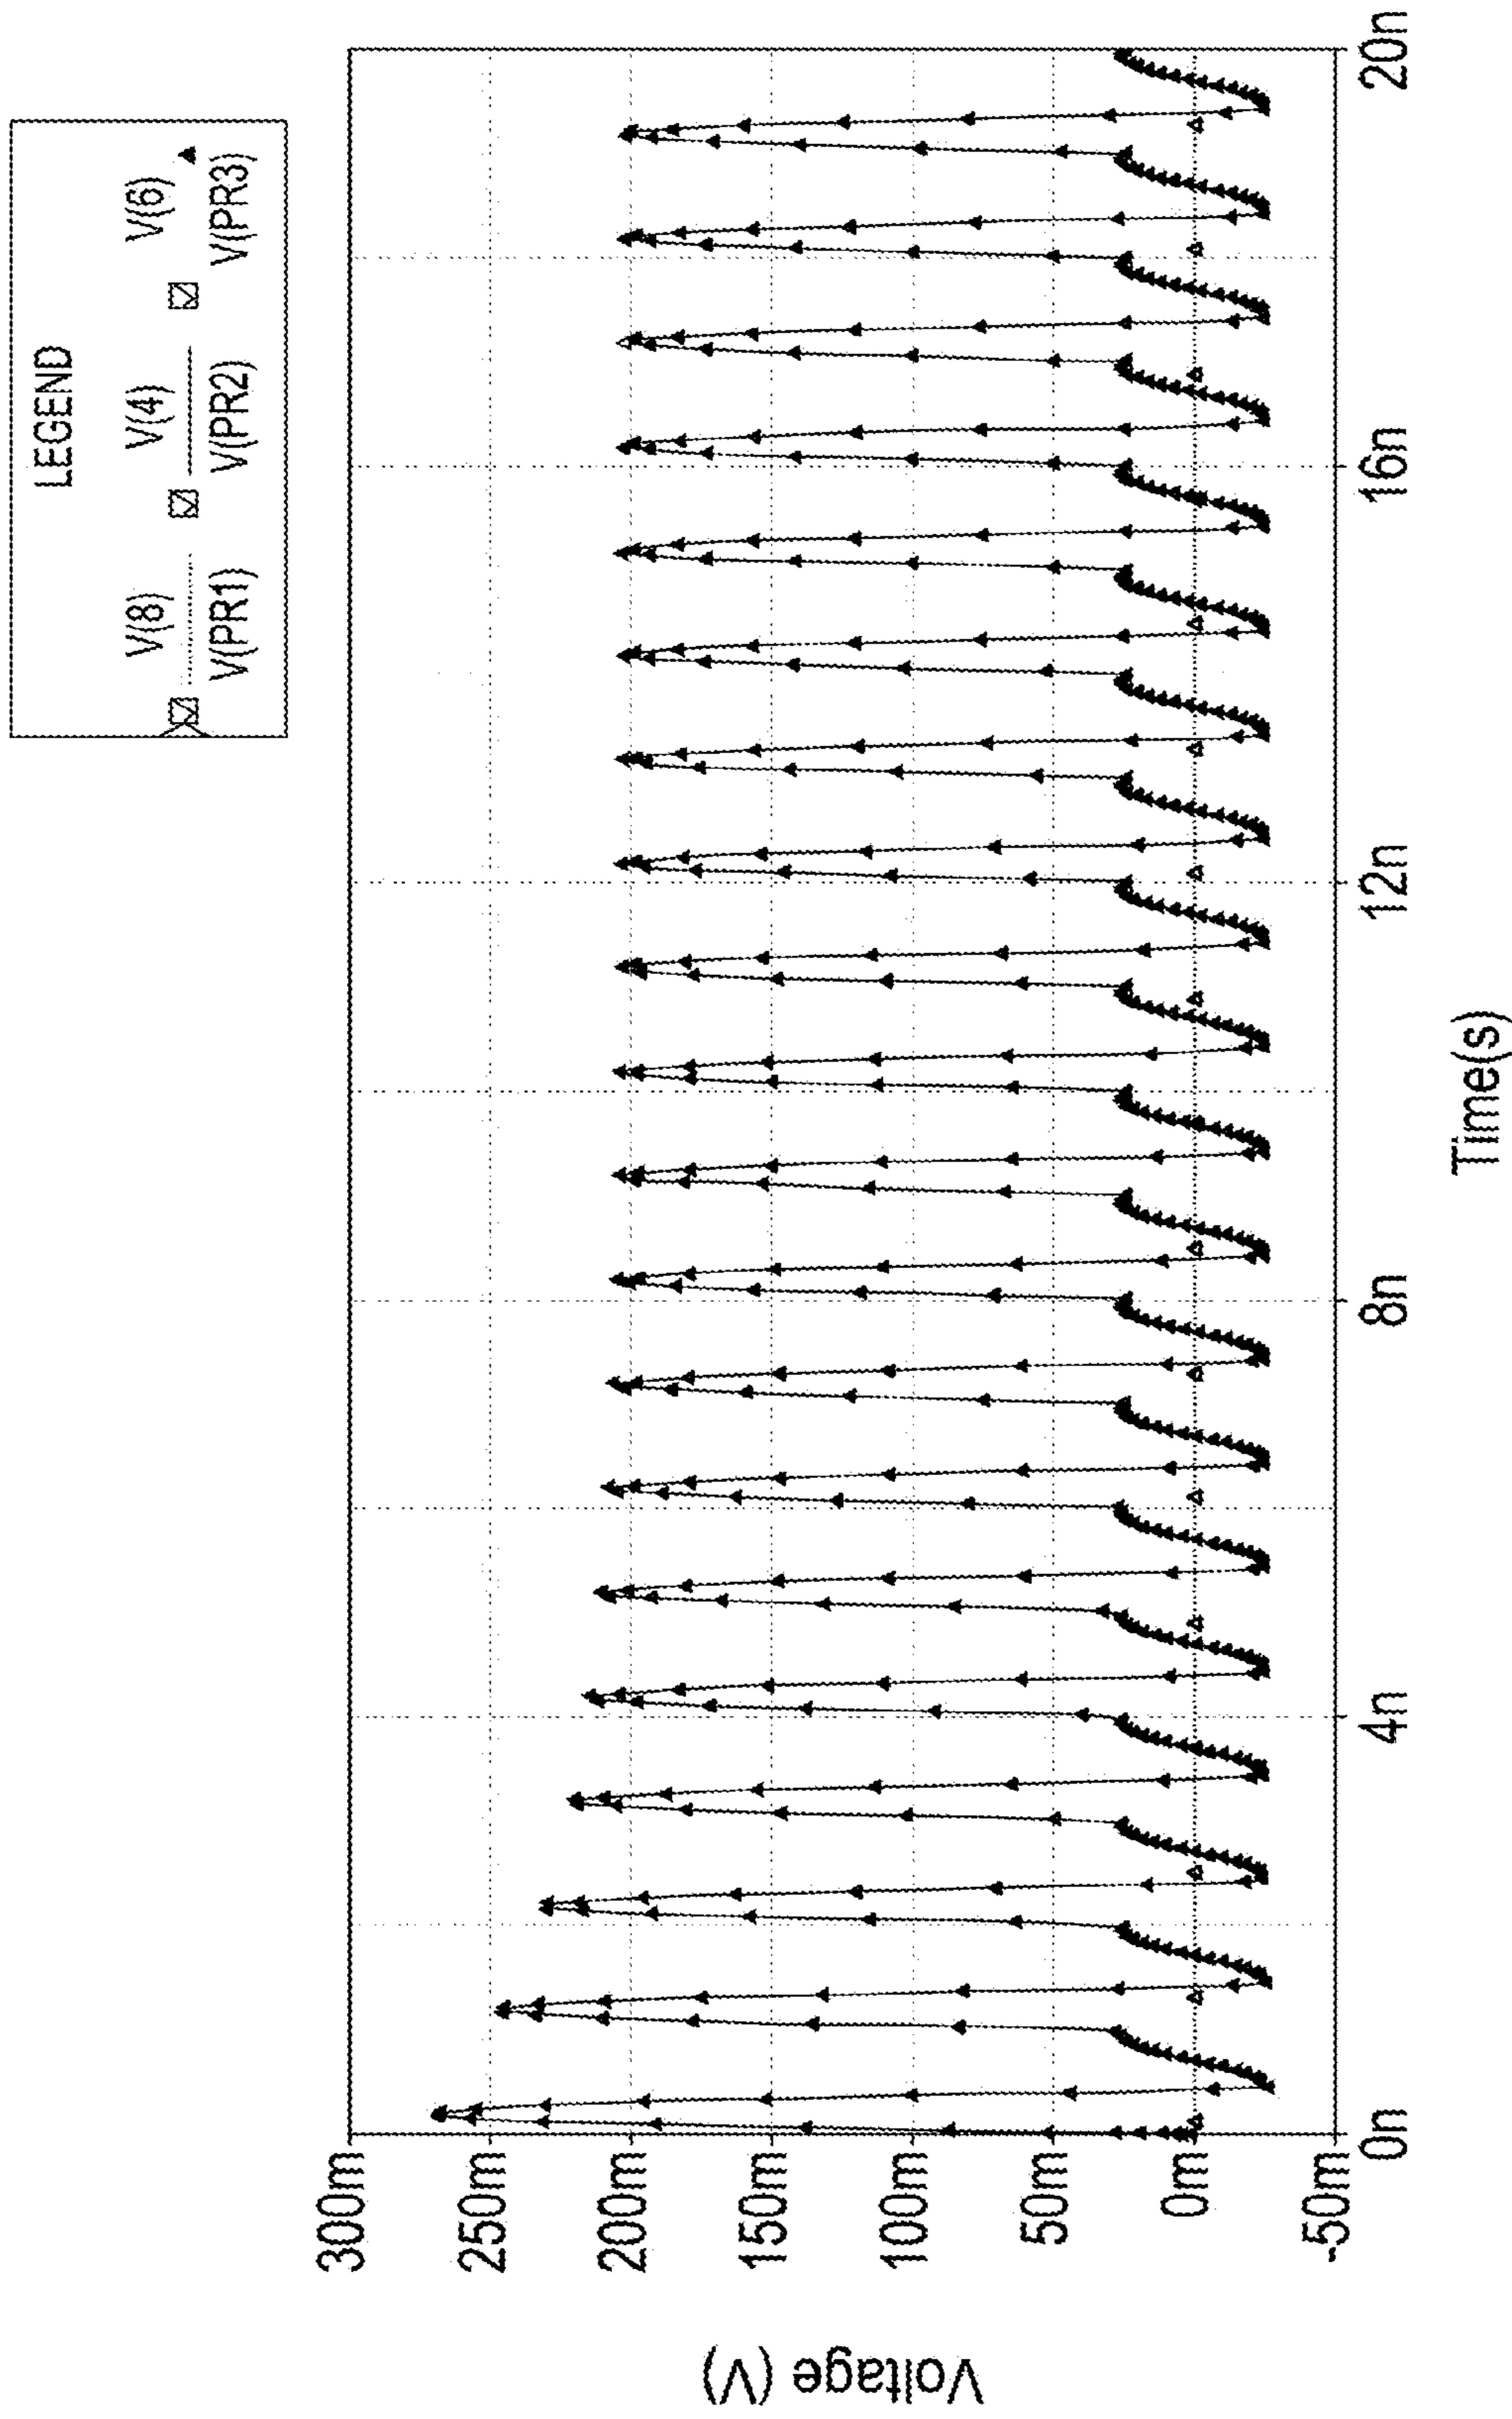 LEGEND
V(8) V(4) V(6)
V(PR1) V(PR2) V(PR3)
Voltage (V)
300m
250m
200m
150m
100m
50m
0m
-50m
0n 4n 8n 12n 16n 20n
Time(s)